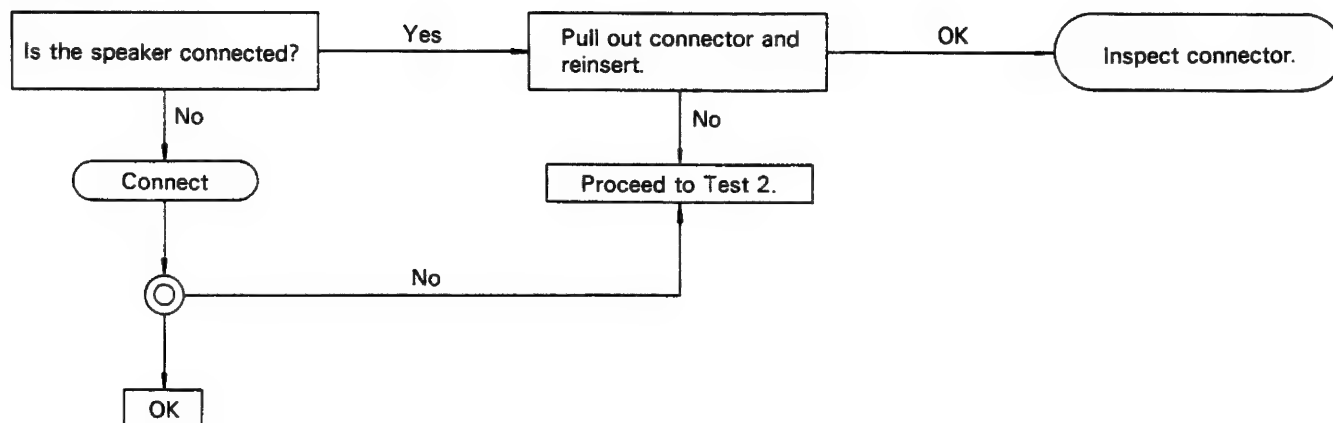 Is the speaker connected?
Yes
Pull out connector and
reinsert.
OK
Inspect connector.
No
No
Connect
Proceed to Test 2.
No
OK